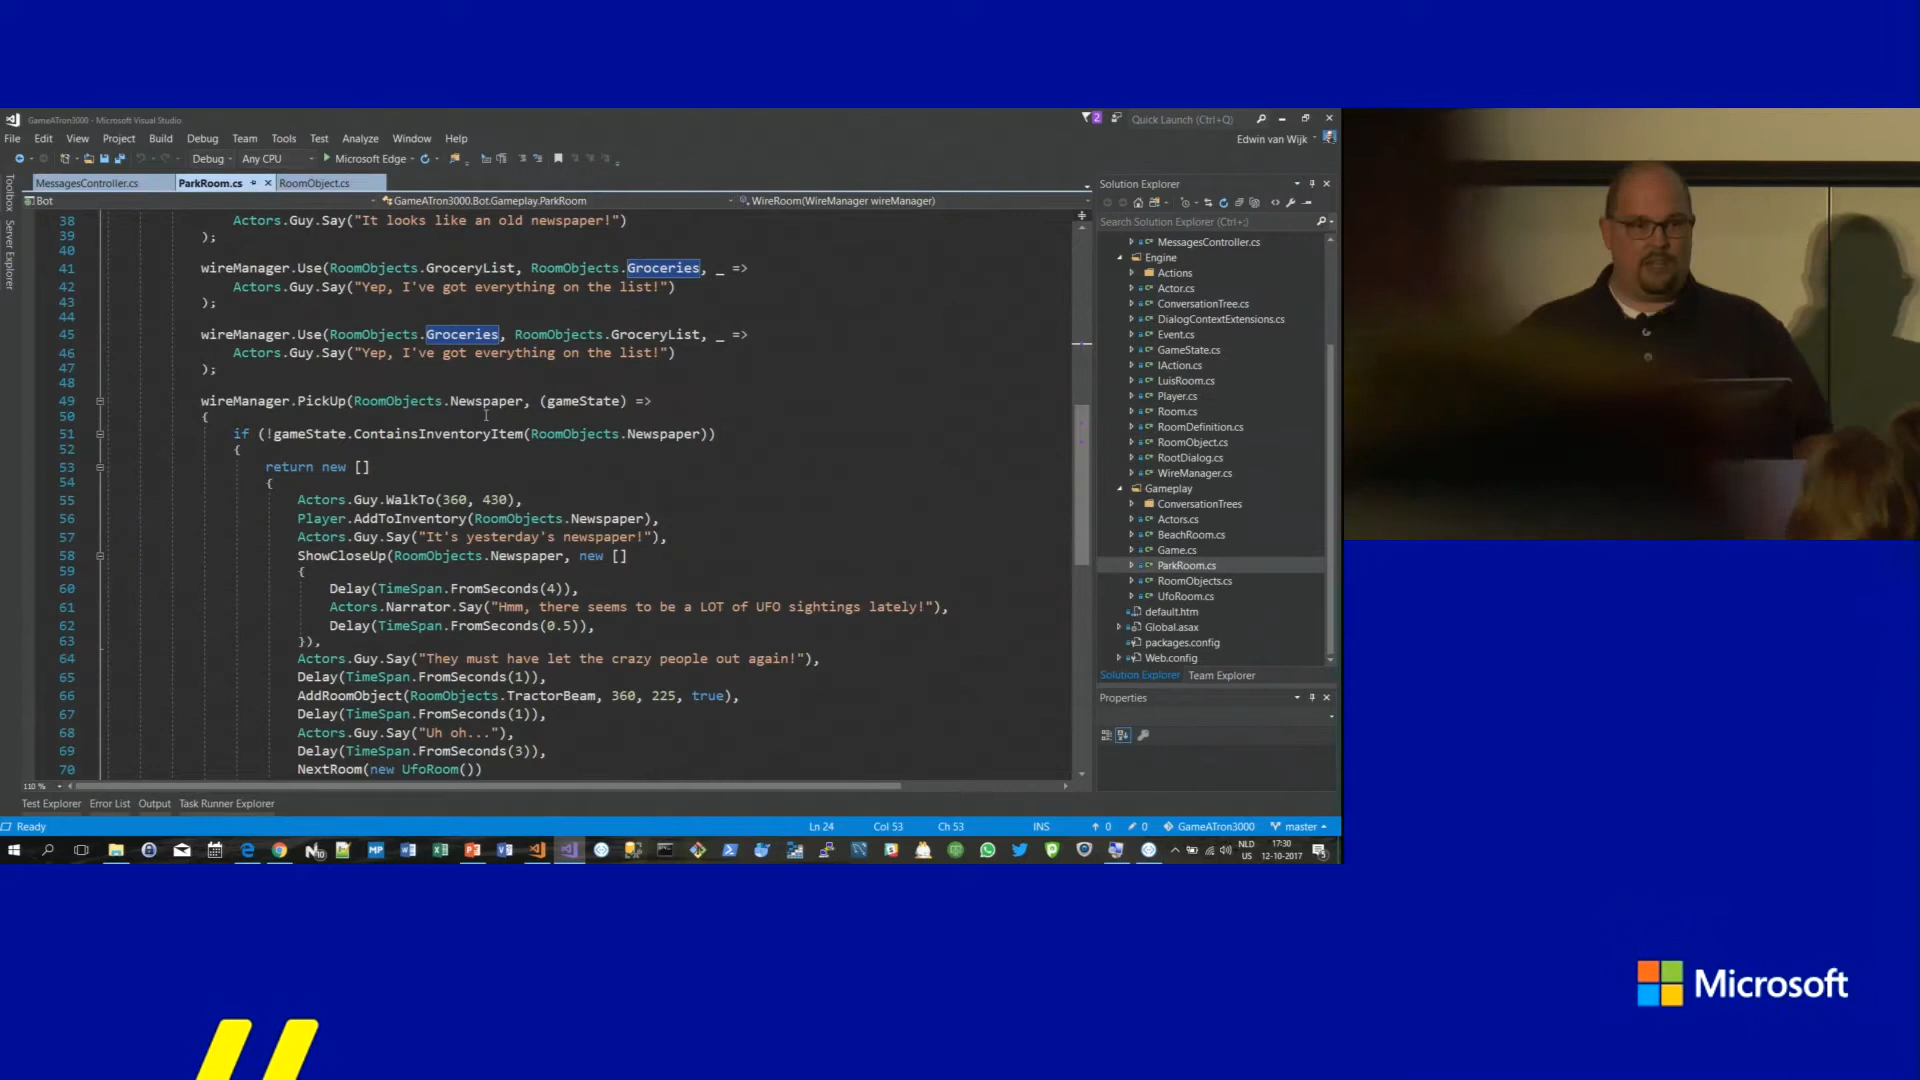 GameATron3000 - Microsoft Visual Studio
2
Quick Launch (Ctrl+Q)
File Edit View Project Build Debug Team Tools Test Analyze Window Help
Edwin van Wijk
Debug Any CPU Microsoft Edge
MessagesController.cs ParkRoom.cs RoomObject.cs
Bot GameATron3000.Bot.Gameplay.ParkRoom WireRoom(WireManager wireManager)
Toolbox
Server Explorer
38 Actors.Guy.Say("It looks like an old newspaper!")
39 );
40
41 wireManager.Use(RoomObjects.GroceryList, RoomObjects.Groceries, _ =>
42 Actors.Guy.Say("Yep, I've got everything on the list!")
43 );
44
45 wireManager.Use(RoomObjects.Groceries, RoomObjects.GroceryList, _ =>
46 Actors.Guy.Say("Yep, I've got everything on the list!")
47 );
48
49 wireManager.PickUp(RoomObjects.Newspaper, (gameState) =>
50 {
51 if (!gameState.ContainsInventoryItem(RoomObjects.Newspaper))
52 {
53 return new []
54 {
55 Actors.Guy.WalkTo(360, 430),
56 Player.AddToInventory(RoomObjects.Newspaper),
57 Actors.Guy.Say("It's yesterday's newspaper!"),
58 ShowCloseUp(RoomObjects.Newspaper, new []
59 {
60 Delay(TimeSpan.FromSeconds(4)),
61 Actors.Narrator.Say("Hmm, there seems to be a LOT of UFO sightings lately!"),
62 Delay(TimeSpan.FromSeconds(0.5)),
63 }),
64 Actors.Guy.Say("They must have let the crazy people out again!"),
65 Delay(TimeSpan.FromSeconds(1)),
66 AddRoomObject(RoomObjects.TractorBeam, 360, 225, true),
67 Delay(TimeSpan.FromSeconds(1)),
68 Actors.Guy.Say("Uh oh..."),
69 Delay(TimeSpan.FromSeconds(3)),
70 NextRoom(new UfoRoom())
110 %
Solution Explorer
Search Solution Explorer (Ctrl+;)
MessagesController.cs
Engine
Actions
Actor.cs
ConversationTree.cs
DialogContextExtensions.cs
Event.cs
GameState.cs
IAction.cs
LuisRoom.cs
Player.cs
Room.cs
RoomDefinition.cs
RoomObject.cs
RootDialog.cs
WireManager.cs
Gameplay
ConversationTrees
Actors.cs
BeachRoom.cs
Game.cs
ParkRoom.cs
RoomObjects.cs
UfoRoom.cs
default.htm
Global.asax
packages.config
Web.config
Solution Explorer Team Explorer
Properties
Test Explorer Error List Output Task Runner Explorer
Ready Ln 24 Col 53 Ch 53 INS 0 0 GameATron3000 master
NLD
US
17:30
12-10-2017
Microsoft